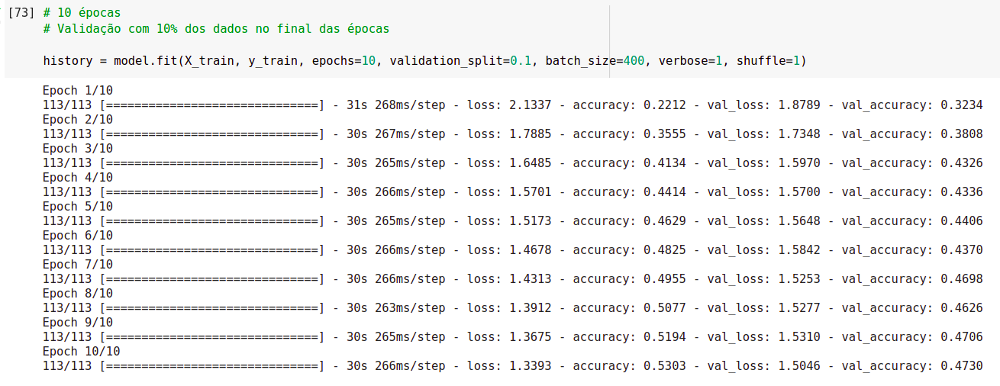 [73] # 10 épocas
# Validação com 10% dos dados no final das épocas
history = model.fit(X_train, y_train, epochs=10, validation_split=0.1, batch_size=400, verbose=1, shuffle=1)
Epoch 1/10
113/113 [==============================] - 31s 268ms/step - loss: 2.1337 - accuracy: 0.2212 - val_loss: 1.8789 - val_accuracy: 0.3234
Epoch 2/10
113/113 [==============================] - 30s 267ms/step - loss: 1.7885 - accuracy: 0.3555 - val_loss: 1.7348 - val_accuracy: 0.3808
Epoch 3/10
113/113 [==============================] - 30s 265ms/step - loss: 1.6485 - accuracy: 0.4134 - val_loss: 1.5970 - val_accuracy: 0.4326
Epoch 4/10
113/113 [==============================] - 30s 266ms/step - loss: 1.5701 - accuracy: 0.4414 - val_loss: 1.5700 - val_accuracy: 0.4336
Epoch 5/10
113/113 [==============================] - 30s 265ms/step - loss: 1.5173 - accuracy: 0.4629 - val_loss: 1.5648 - val_accuracy: 0.4406
Epoch 6/10
113/113 [==============================] - 30s 266ms/step - loss: 1.4678 - accuracy: 0.4825 - val_loss: 1.5842 - val_accuracy: 0.4370
Epoch 7/10
113/113 [==============================] - 30s 266ms/step - loss: 1.4313 - accuracy: 0.4955 - val_loss: 1.5253 - val_accuracy: 0.4698
Epoch 8/10
113/113 [==============================] - 30s 263ms/step - loss: 1.3912 - accuracy: 0.5077 - val_loss: 1.5277 - val_accuracy: 0.4626
Epoch 9/10
113/113 [==============================] - 30s 265ms/step - loss: 1.3675 - accuracy: 0.5194 - val_loss: 1.5310 - val_accuracy: 0.4706
Epoch 10/10
113/113 [==============================] - 30s 266ms/step - loss: 1.3393 - accuracy: 0.5303 - val_loss: 1.5046 - val_accuracy: 0.4730